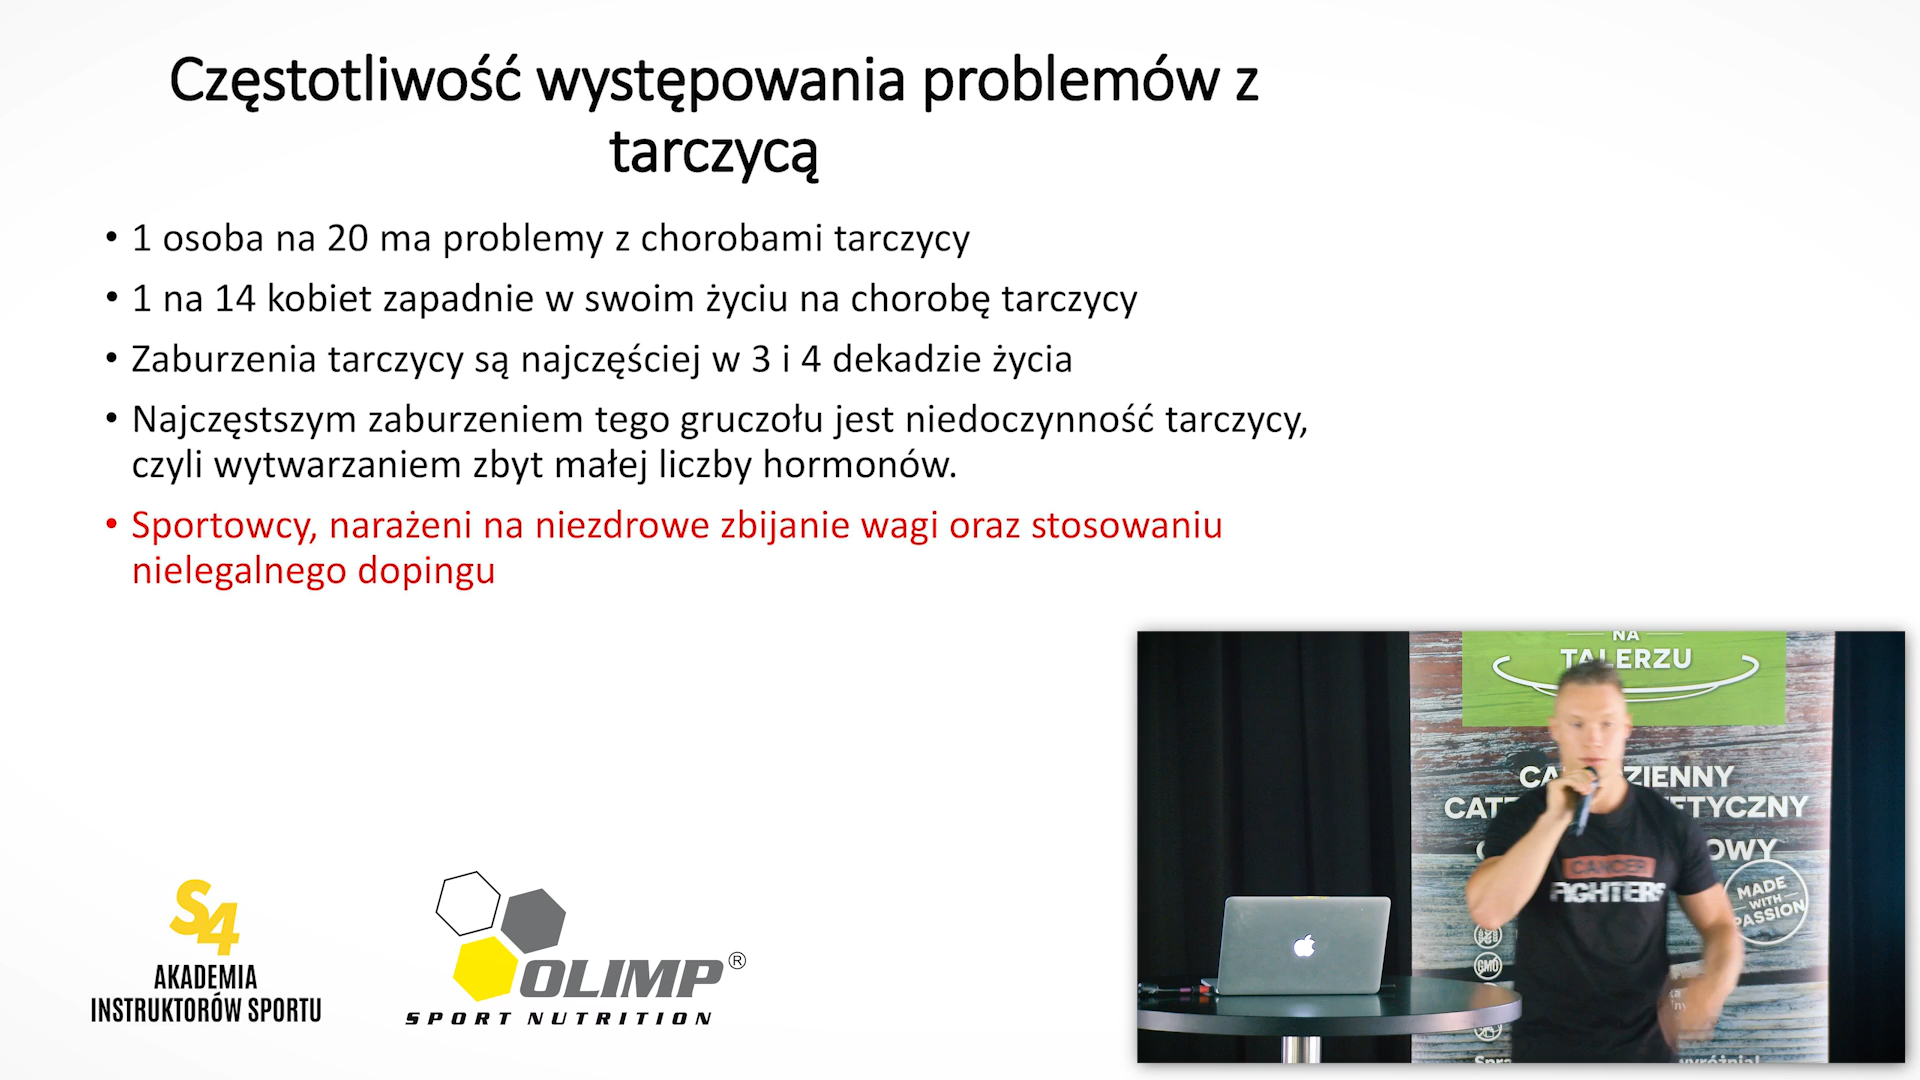 Częstotliwość występowania problemów z
tarczycą
• 1 osoba na 20 ma problemy z chorobami tarczycy
• 1 na 14 kobiet zapadnie w swoim życiu na chorobę tarczycy
• Zaburzenia tarczycy są najczęściej w 3 i 4 dekadzie życia
• Najczęstszym zaburzeniem tego gruczołu jest niedoczynność tarczycy,
czyli wytwarzaniem zbyt małej liczby hormonów.
• Sportowcy, narażeni na niezdrowe zbijanie wagi oraz stosowaniu
nielegalnego dopingu
S4
AKADEMIA
INSTRUKTORÓW SPORTU
OLIMP®
SPORT NUTRITION
NA
TALERZU
CANCER
FIGHTERS
MADE
WITH
PASSION
GMO